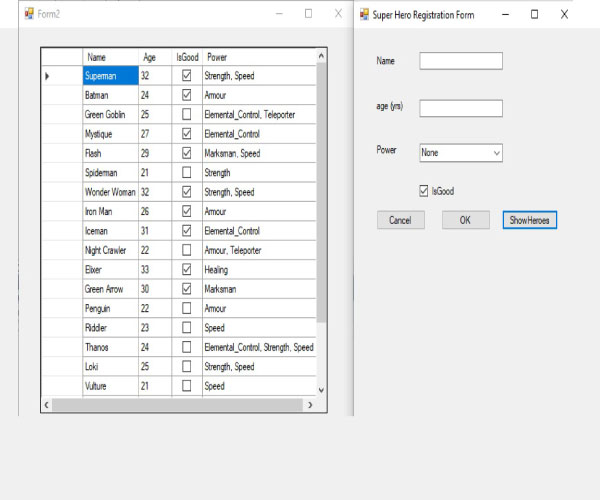 Form2
Name Age IsGood Power
Superman 32 Strength, Speed
Batman 24 Armour
Green Goblin 25 Elemental_Control, Teleporter
Mystique 27 Elemental_Control
Flash 29 Marksman, Speed
Spiderman 21 Strength
Wonder Woman 32 Strength, Speed
Iron Man 26 Armour
Iceman 31 Elemental_Control
Night Crawler 22 Armour, Teleporter
Elixer 33 Healing
Green Arrow 30 Marksman
Penguin 22 Armour
Riddler 23 Speed
Thanos 24 Elemental_Control, Strength, Speed
Loki 25 Strength, Speed
Vulture 21 Speed
Super Hero Registration Form
Name
age (yrs)
Power None
IsGood
Cancel OK ShowHeroes